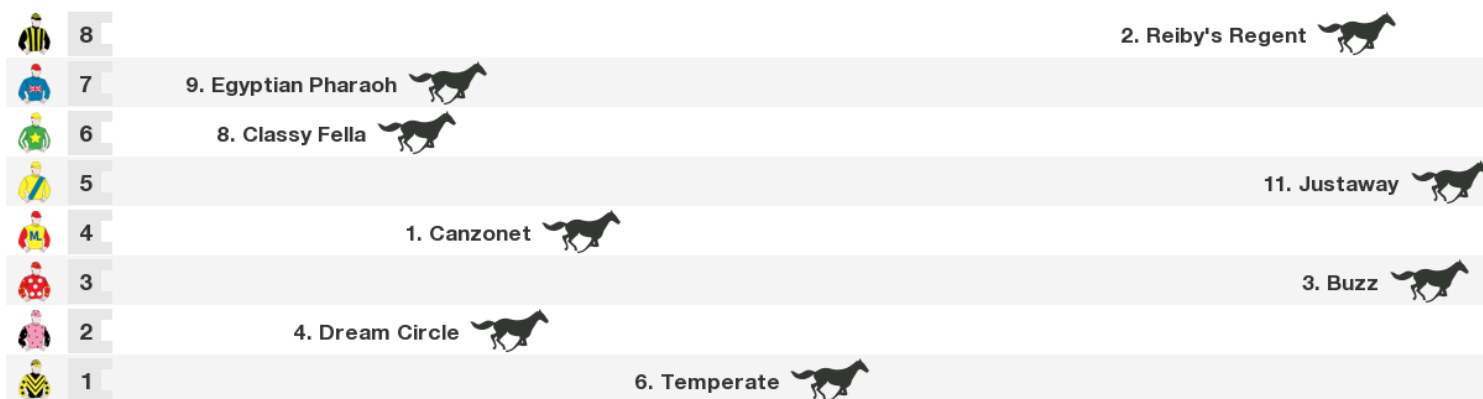 8 2. Reiby's Regent
7 9. Egyptian Pharaoh
6 8. Classy Fella
5 11. Justaway
4 ML 1. Canzonet
3 3. Buzz
2 4. Dream Circle
1 6. Temperate